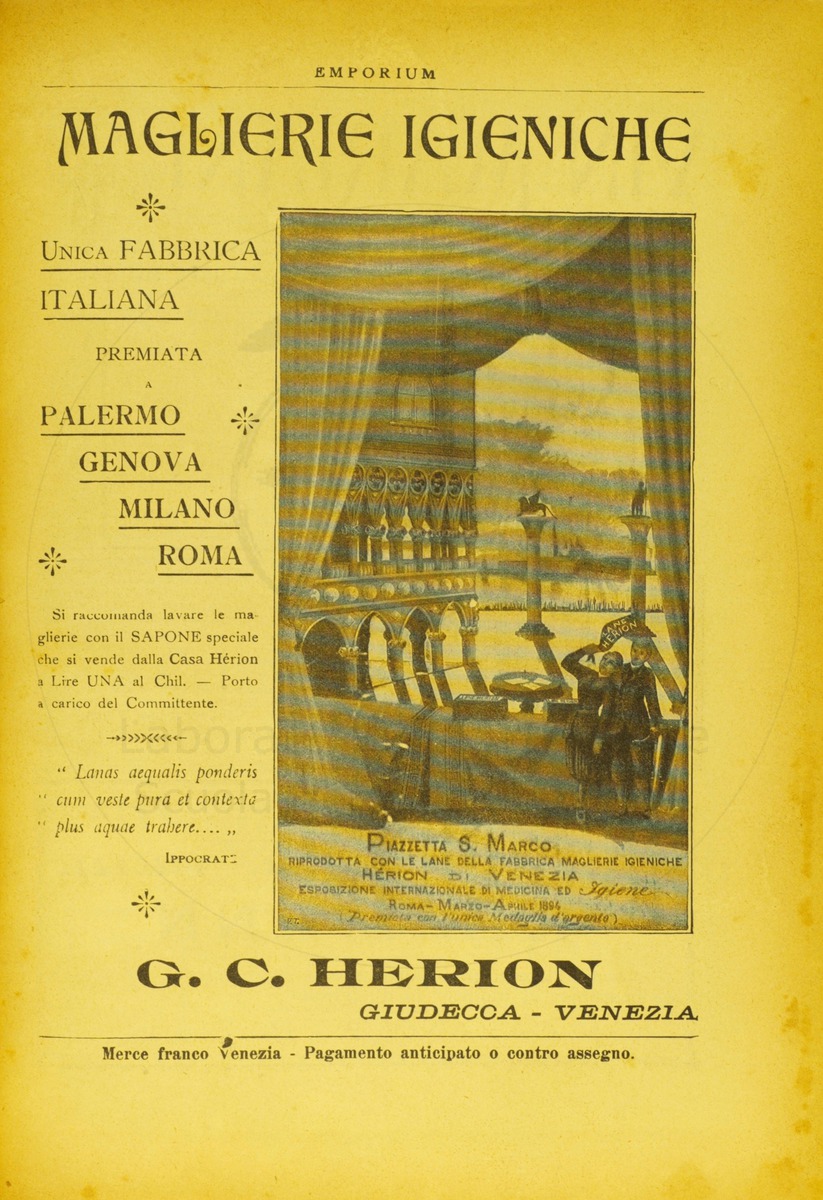 EMPORIUM
MAGLIERIE IGIENICHE
UNICA FABBRICA
ITALIANA
PREMIATA
A
PALERMO
GENOVA
MILANO
ROMA
Si raccomanda lavare le ma-
glierie con il SAPONE speciale
che si vende dalla Casa Hérion
a Lire UNA al Chil. — Porto
a carico del Committente.
“ Lanas aequalis ponderis
“ cum veste pura et contexta
“ plus aquae trahere.... „
IPPOCRATE
LANE
HERION
PIAZZETTA S. MARCO
RIPRODOTTA CON LE LANE DELLA FABBRICA MAGLIERIE IGIENICHE
HÉRION DI VENEZIA
ESPOSIZIONE INTERNAZIONALE DI MEDICINA ED Igiene
ROMA - MARZO - APRILE 1894
(Premiata con l'unica Medaglia d'argento)
G. C. HERION
GIUDECCA - VENEZIA
Merce franco Venezia - Pagamento anticipato o contro assegno.